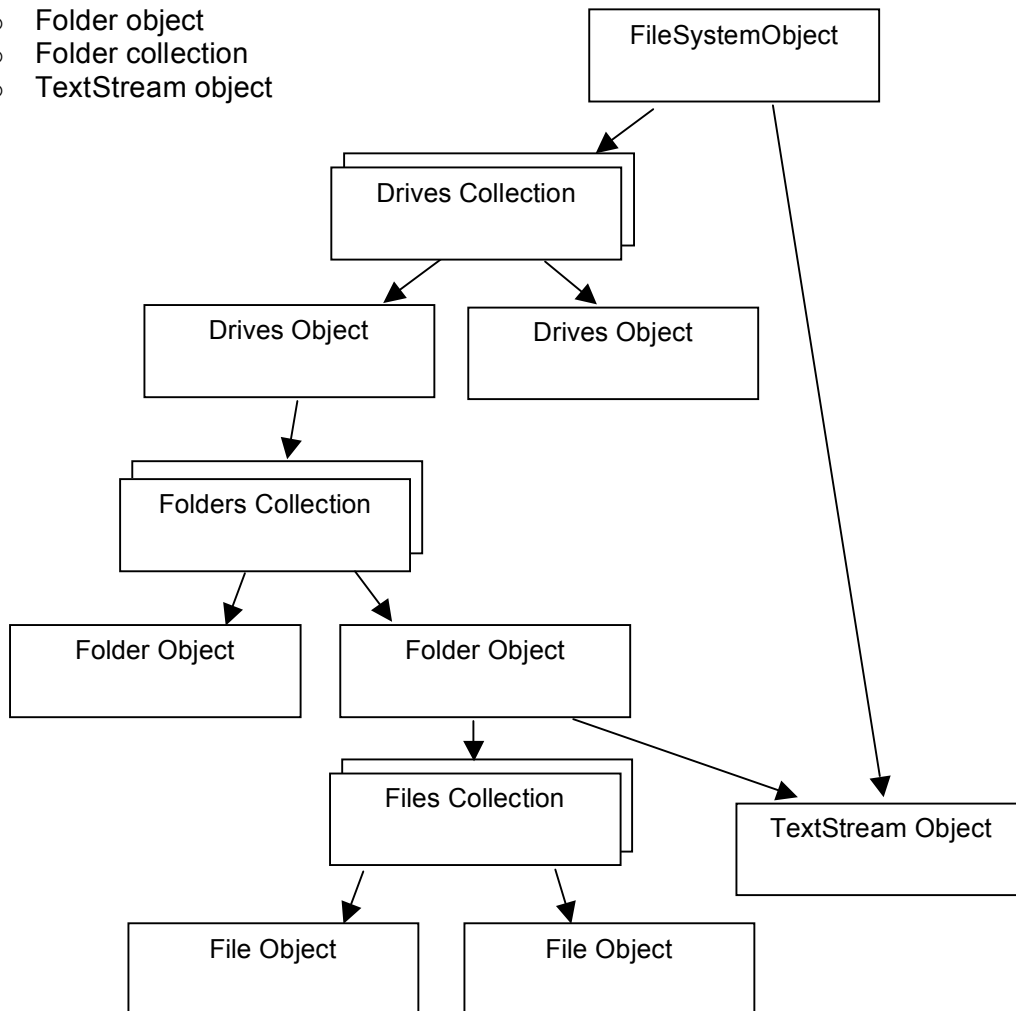 Folder object
Folder collection
TextStream object
FileSystemObject
Drives Collection
Drives Object
Drives Object
Folders Collection
Folder Object
Folder Object
Files Collection
TextStream Object
File Object
File Object